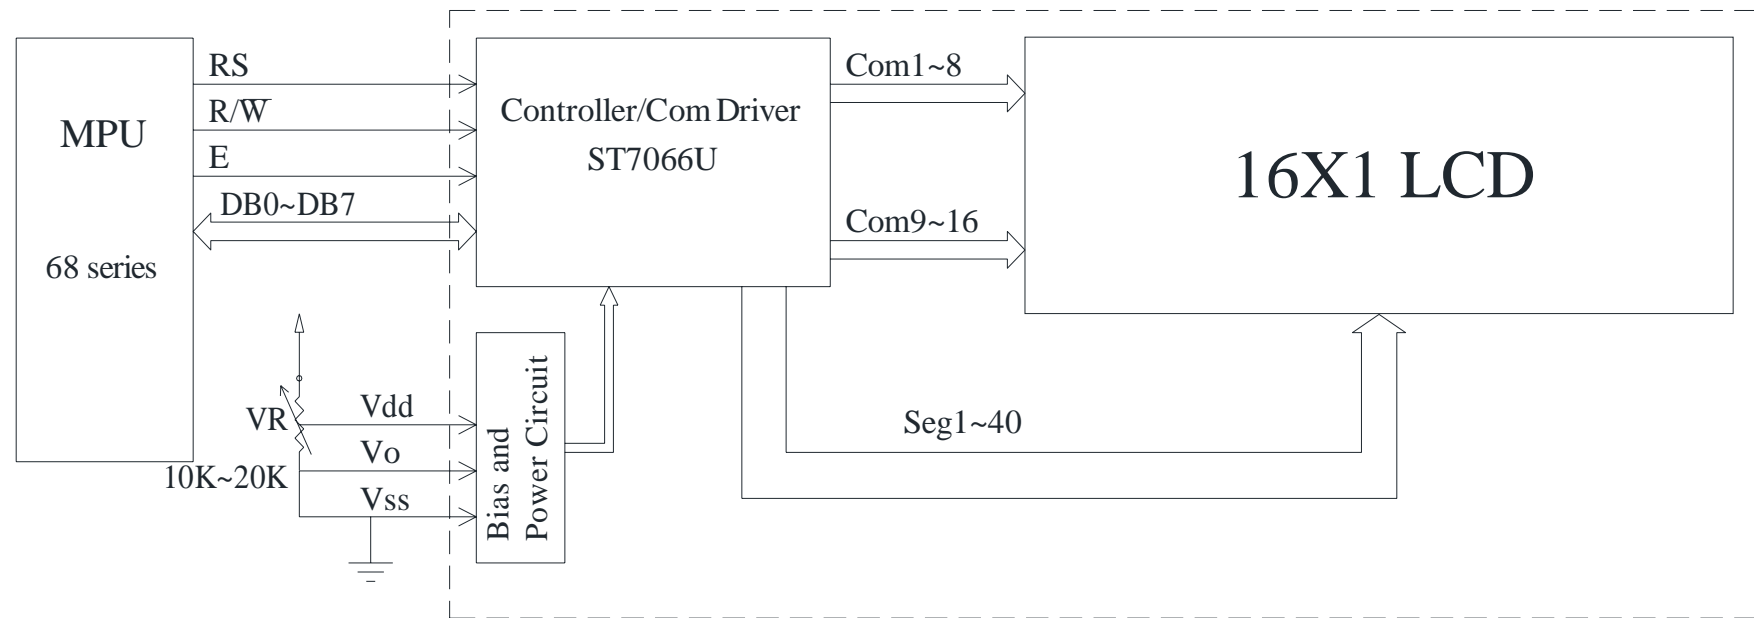 MPU
68 series
RS
R/W̅
E
DB0~DB7
Controller/Com Driver
ST7066U
Com1~8
Com9~16
16X1 LCD
VR
10K~20K
Vdd
Vo
Vss
Bias and
Power Circuit
Seg1~40